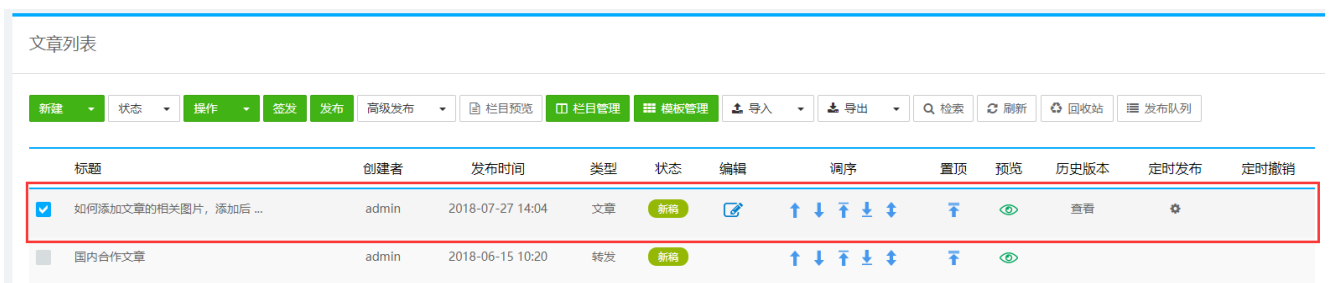 文章列表
新建 状态 操作 签发 发布 高级发布 栏目预览 栏目管理 模板管理 导入 导出 检索 刷新 回收站 发布队列
标题 创建者 发布时间 类型 状态 编辑 调序 置顶 预览 历史版本 定时发布 定时撤销
如何添加文章的相关图片，添加后 ... admin 2018-07-27 14:04 文章 新稿 查看
国内合作文章 admin 2018-06-15 10:20 转发 新稿